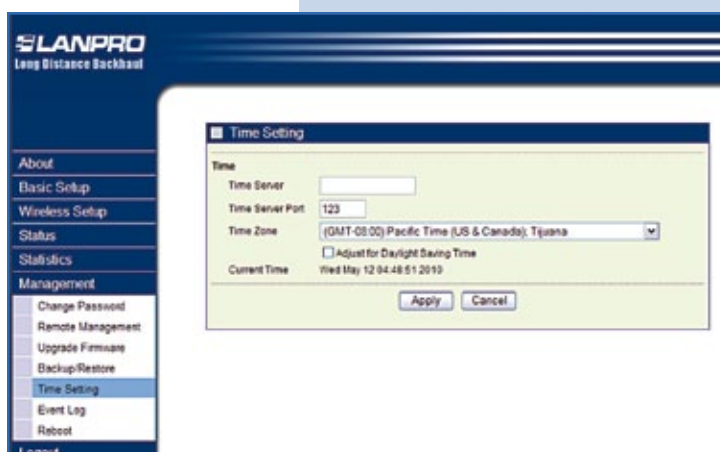 LANPRO
Long Distance Backhaul
About
Basic Setup
Wireless Setup
Status
Statistics
Management
Change Password
Remote Management
Upgrade Firmware
Backup/Restore
Time Setting
Event Log
Reboot
Logout
Time Setting
Time
Time Server
Time Server Port 123
Time Zone (GMT-08:00) Pacific Time (US & Canada); Tijuana
Adjust for Daylight Saving Time
Current Time Wed May 12 04:48:51 2010
Apply Cancel